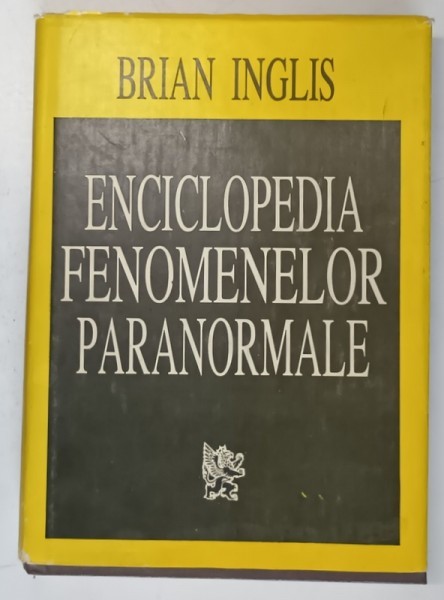 BRIAN INGLIS
ENCICLOPEDIA
FENOMENELOR
PARANORMALE